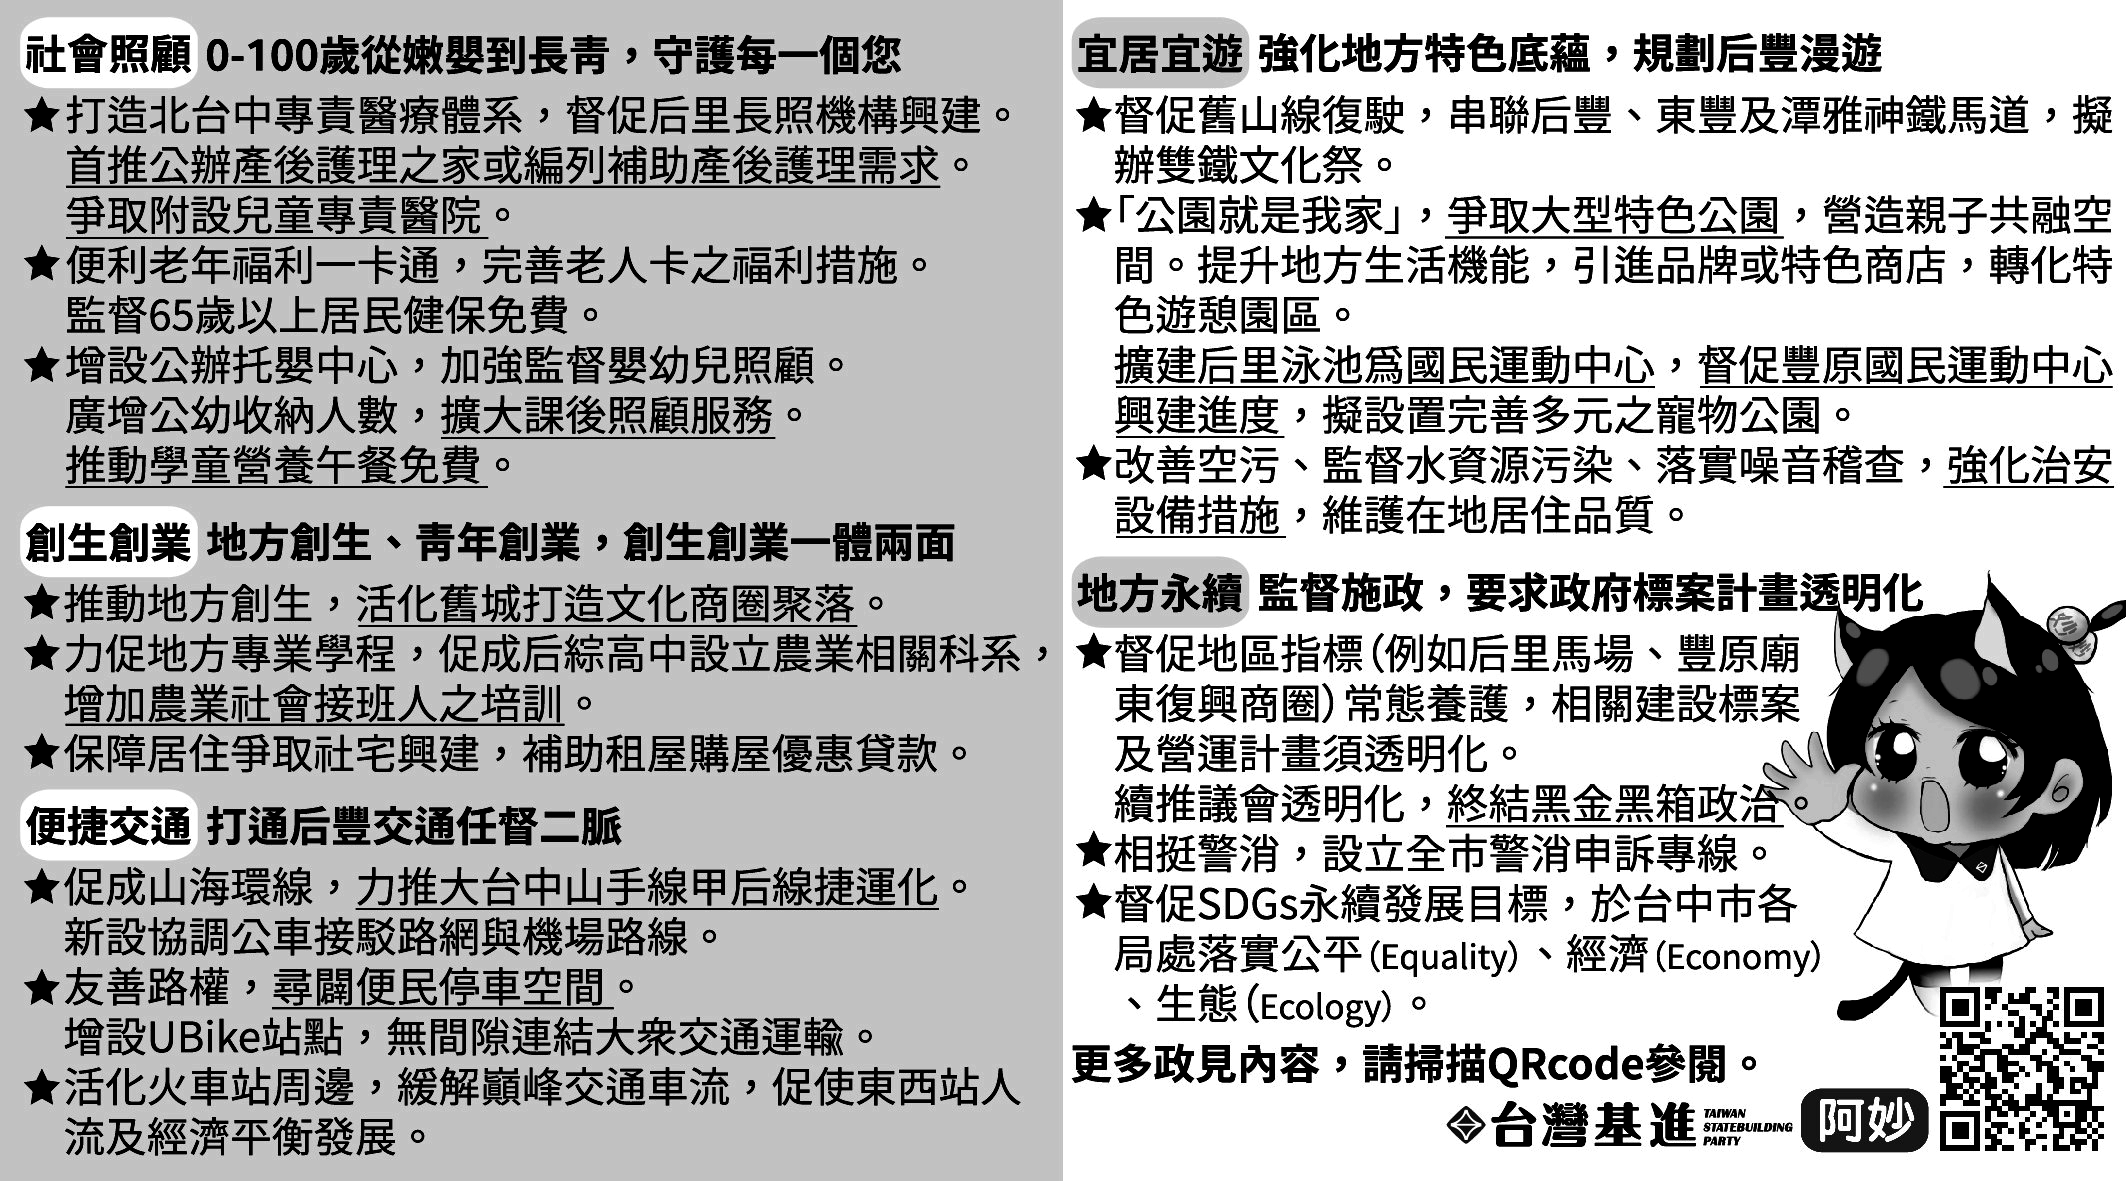 社會照顧 0-100歲從嫩嬰到長青，守護每一個您
★打造北台中專責醫療體系，督促后里長照機構興建。
首推公辦產後護理之家或編列補助產後護理需求。
爭取附設兒童專責醫院。
★便利老年福利一卡通，完善老人卡之福利措施。
監督65歲以上居民健保免費。
★增設公辦托嬰中心，加強監督嬰幼兒照顧。
廣增公幼收納人數，擴大課後照顧服務。
推動學童營養午餐免費。
創生創業 地方創生、青年創業，創生創業一體兩面
★推動地方創生，活化舊城打造文化商圈聚落。
★力促地方專業學程，促成后綜高中設立農業相關科系，
增加農業社會接班人之培訓。
★保障居住爭取社宅興建，補助租屋購屋優惠貸款。
便捷交通 打通后豐交通任督二脈
★促成山海環線，力推大台中山手線甲后線捷運化。
新設協調公車接駁路網與機場路線。
★友善路權，尋闢便民停車空間。
增設UBike站點，無間隙連結大眾交通運輸。
★活化火車站周邊，緩解巔峰交通車流，促使東西站人
流及經濟平衡發展。
宜居宜遊 強化地方特色底蘊，規劃后豐漫遊
★督促舊山線復駛，串聯后豐、東豐及潭雅神鐵馬道，擬
辦雙鐵文化祭。
★「公園就是我家」，爭取大型特色公園，營造親子共融空
間。提升地方生活機能，引進品牌或特色商店，轉化特
色遊憩園區。
擴建后里泳池為國民運動中心，督促豐原國民運動中心
興建進度，擬設置完善多元之寵物公園。
★改善空污、監督水資源污染、落實噪音稽查，強化治安
設備措施，維護在地居住品質。
地方永續 監督施政，要求政府標案計畫透明化
★督促地區指標（例如后里馬場、豐原廟
東復興商圈）常態養護，相關建設標案
及營運計畫須透明化。
續推議會透明化，終結黑金黑箱政治。
★相挺警消，設立全市警消申訴專線。
★督促SDGs永續發展目標，於台中市各
局處落實公平（Equality）、經濟（Economy）
、生態（Ecology）。
更多政見內容，請掃描QRcode參閱。
台灣基進 TAIWAN STATEBUILDING PARTY 阿妙